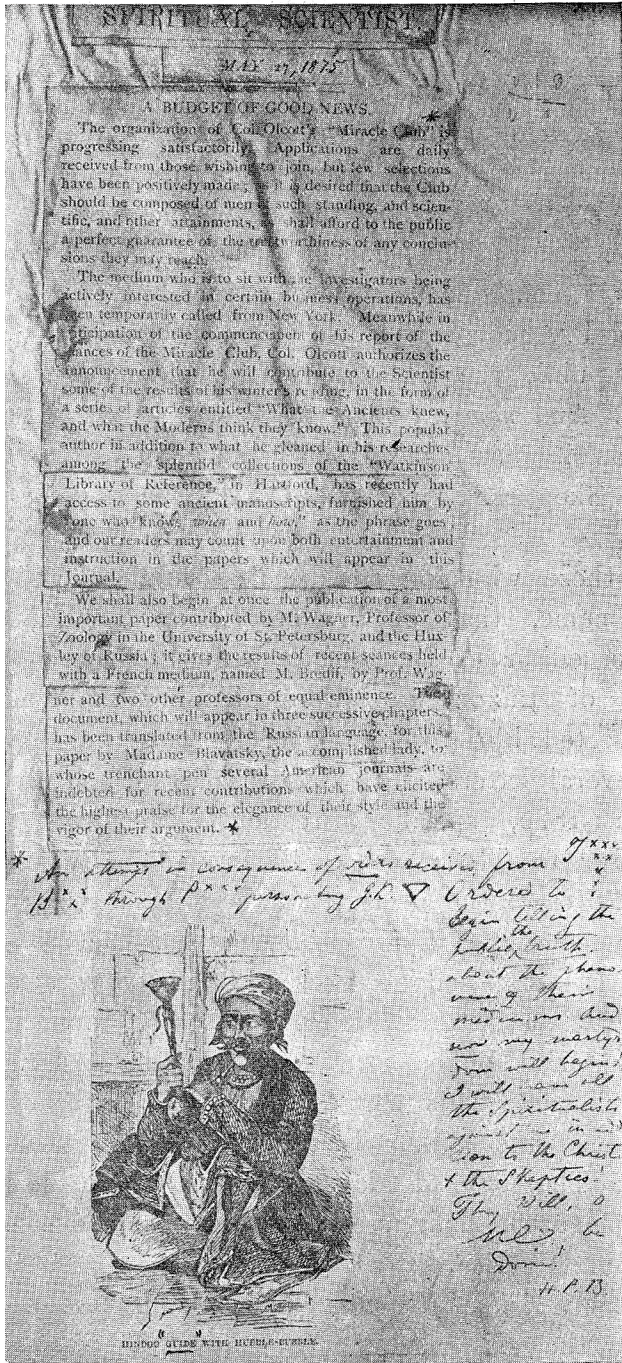 SPIRITUAL SCIENTIST.
MAY 27, 1875
A BUDGET OF GOOD NEWS.
The organization of Col. Olcott's "Miracle Club" is
progressing satisfactorily. Applications are daily
received from those wishing to join, but few selections
have been positively made; as it is desired that the Club
should be composed of men of such standing, and scien-
tific, and other attainments, as shall afford to the public
a perfect guarantee of the trustworthiness of any conclu-
sions they may reach.
The medium who is to sit with the investigators being
actively interested in certain business operations, has
been temporarily called from New York. Meanwhile in
anticipation of the commencement of his report of the
séances of the Miracle Club, Col. Olcott authorizes the
announcement that he will contribute to the Scientist
some of the results of his winter's reading, in the form of
a series of articles entitled "What the Ancients knew,
and what the Moderns think they know." This popular
author in addition to what he gleaned in his researches
among the splendid collections of the "Watkinson
Library of Reference," in Hartford, has recently had
access to some ancient manuscripts, furnished him by
"one who knows when and how," as the phrase goes;
and our readers may count upon both entertainment and
instruction in the papers which will appear in this
Journal.
We shall also begin at once the publication of a most
important paper contributed by M. Wagner, Professor of
Zoology in the University of St. Petersburg, and the Hux-
ley of Russia; it gives the results of recent seances held
with a French medium, named M. Bredif, by Prof. Wag-
ner and two other professors of equal eminence. The
document, which will appear in three successive chapters,
has been translated from the Russian language, for this
paper by Madame Blavatsky, the accomplished lady, to
whose trenchant pen several American journals are
indebted for recent contributions which have elicited
the highest praise for the elegance of their style and the
vigor of their argument. *
* An attempt in consequence of orders received from T xxx
B xxx through P xxx personating J.K. ▽ Ordered to
begin telling the
public the truth
about the pheno-
mena & their
mediums. And
now my martyr-
dom will begin!
I will have all
the Spiritualists
against me in addi
tion to the Christ
& the Skeptics!
Thy Will, o
M∴ be
done!
H.P.B.
HINDOO "GUIDE" WITH HUBBLE-BUBBLE.